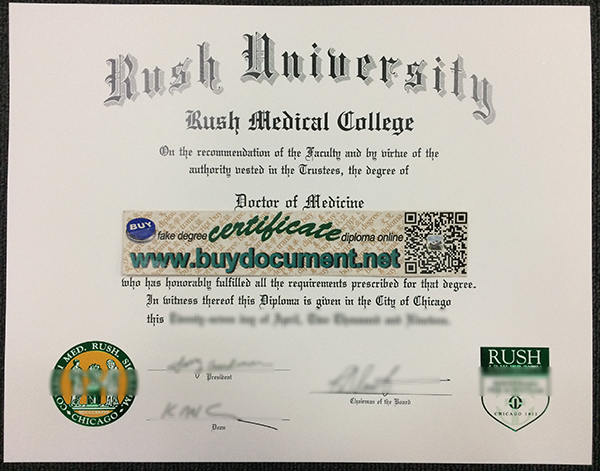 Rush University
Rush Medical College
On the recommendation of the Faculty and by virtue of the
authority vested in the Trustees, the degree of
Doctor of Medicine
BUY
fake degree certificate diploma online
www.buydocument.net
who has honorably fulfilled all the requirements prescribed for that degree.
In witness thereof this Diploma is given in the City of Chicago
this
President
Chairman of the Board
Dean
MED. RUSH.
CHICAGO
RUSH
CHICAGO